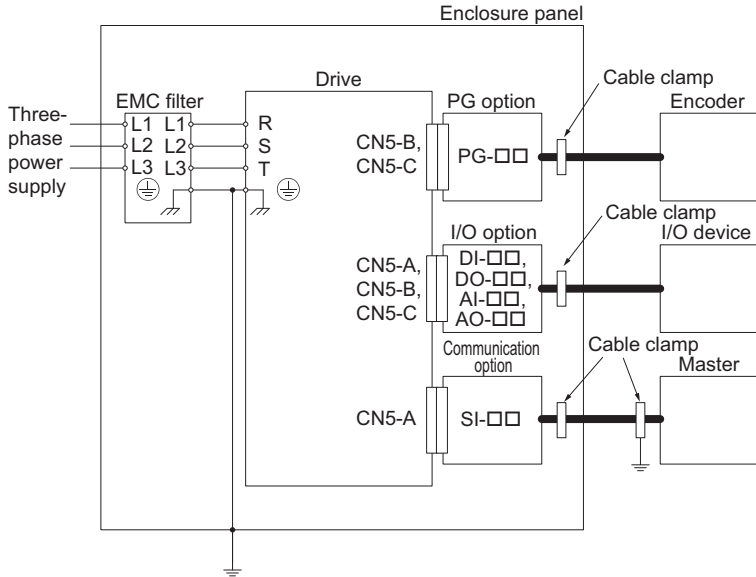 Enclosure panel
Drive
Cable clamp
EMC filter
PG option
Encoder
Three-
phase
power
supply
L1 L1
L2 L2
L3 L3
R
S
T
CN5-B,
CN5-C
PG-□□
Cable clamp
I/O option
I/O device
CN5-A,
CN5-B,
CN5-C
DI-□□,
DO-□□,
AI-□□,
AO-□□
Communication
option
Cable clamp
Master
CN5-A
SI-□□